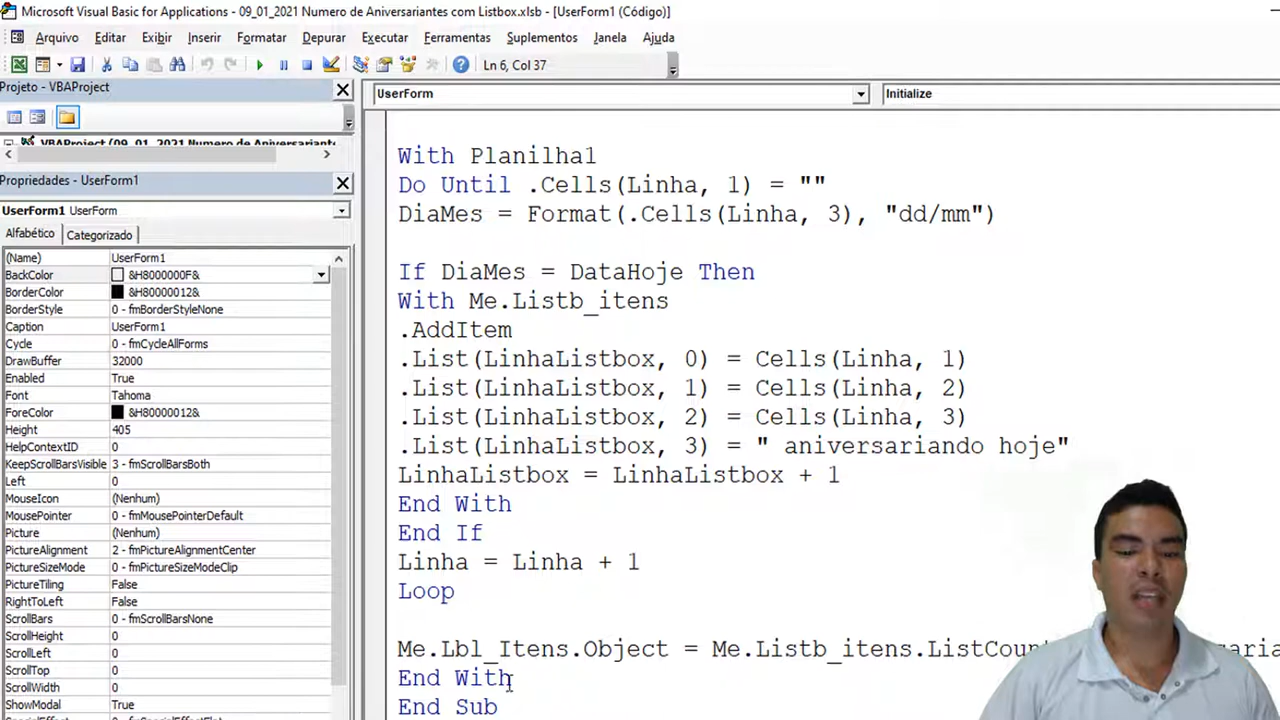 Microsoft Visual Basic for Applications - 09_01_2021 Numero de Aniversariantes com Listbox.xlsb - [UserForm1 (Código)]
Arquivo Editar Exibir Inserir Formatar Depurar Executar Ferramentas Suplementos Janela Ajuda
Ln 6, Col 37
Projeto - VBAProject
VBAProject (09_01_2021 Numero de Aniversariante
Propriedades - UserForm1
UserForm1 UserForm
Alfabético Categorizado
(Name) UserForm1
BackColor &H8000000F&
BorderColor &H80000012&
BorderStyle 0 - fmBorderStyleNone
Caption UserForm1
Cycle 0 - fmCycleAllForms
DrawBuffer 32000
Enabled True
Font Tahoma
ForeColor &H80000012&
Height 405
HelpContextID 0
KeepScrollBarsVisible 3 - fmScrollBarsBoth
Left 0
MouseIcon (Nenhum)
MousePointer 0 - fmMousePointerDefault
Picture (Nenhum)
PictureAlignment 2 - fmPictureAlignmentCenter
PictureSizeMode 0 - fmPictureSizeModeClip
PictureTiling False
RightToLeft False
ScrollBars 0 - fmScrollBarsNone
ScrollHeight 0
ScrollLeft 0
ScrollTop 0
ScrollWidth 0
ShowModal True
UserForm Initialize
With Planilha1
Do Until .Cells(Linha, 1) = ""
DiaMes = Format(.Cells(Linha, 3), "dd/mm")
If DiaMes = DataHoje Then
With Me.Listb_itens
.AddItem
.List(LinhaListbox, 0) = Cells(Linha, 1)
.List(LinhaListbox, 1) = Cells(Linha, 2)
.List(LinhaListbox, 2) = Cells(Linha, 3)
.List(LinhaListbox, 3) = " aniversariando hoje"
LinhaListbox = LinhaListbox + 1
End With
End If
Linha = Linha + 1
Loop
Me.Lbl_Itens.Object = Me.Listb_itens.ListCoun
End With
End Sub